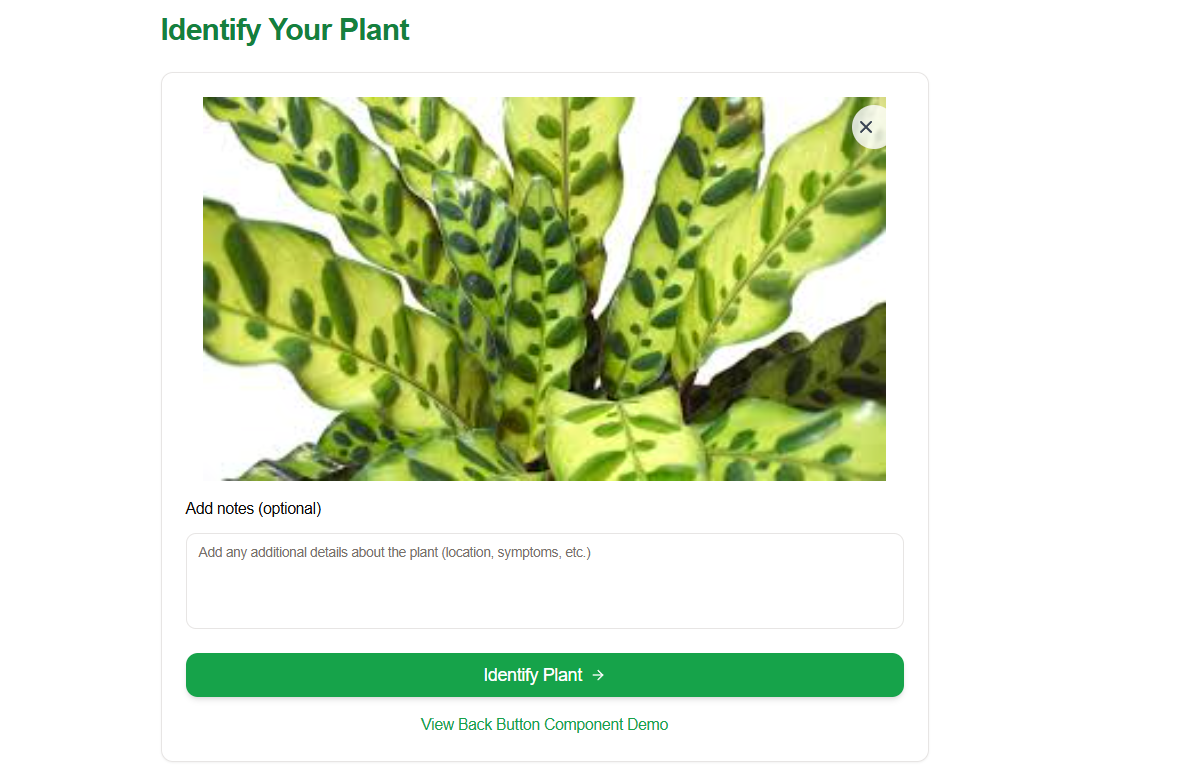 Identify Your Plant
Add notes (optional)
Add any additional details about the plant (location, symptoms, etc.)
Identify Plant →
View Back Button Component Demo